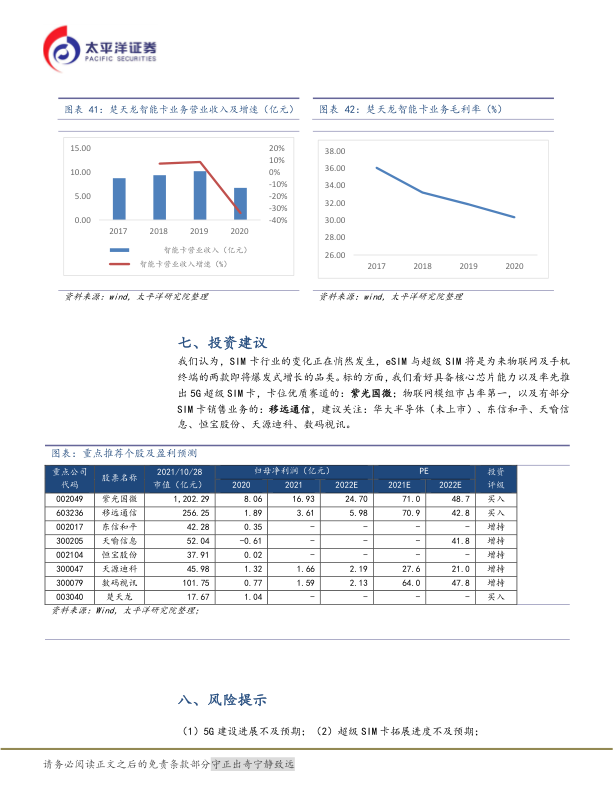 太平洋证券
PACIFIC SECURITIES
图表 41：楚天龙智能卡业务营业收入及增速（亿元）
图表 42：楚天龙智能卡业务毛利率（%）
15.00
10.00
5.00
0.00
20%
10%
0%
-10%
-20%
-30%
-40%
2017 2018 2019 2020
智能卡营业收入（亿元）
智能卡营业收入增速（%）
38.00
36.00
34.00
32.00
30.00
28.00
26.00
2017 2018 2019 2020
资料来源：wind, 太平洋研究院整理
资料来源：wind, 太平洋研究院整理
七、投资建议
我们认为，SIM 卡行业的变化正在悄然发生，eSIM 与超级 SIM 将是为来物联网及手机
终端的两款即将爆发式增长的品类。标的方面，我们看好具备核心芯片能力以及率先推
出 5G 超级 SIM 卡，卡位优质赛道的：紫光国微；物联网模组市占率第一，以及有部分
SIM 卡销售业务的：移远通信，建议关注：华大半导体（未上市）、东信和平、天喻信
息、恒宝股份、天源迪科、数码视讯。
图表：重点推荐个股及盈利预测
重点公司代码 股票名称 2021/10/28 市值（亿元） 归母净利润（亿元） PE 投资评级
2020 2021 2022E 2021E 2022E
002049 紫光国微 1,202.29 8.06 16.93 24.70 71.0 48.7 买入
603236 移远通信 256.25 1.89 3.61 5.98 70.9 42.8 买入
002017 东信和平 42.28 0.35 - - - - 增持
300205 天喻信息 52.04 -0.61 - - - 41.8 增持
002104 恒宝股份 37.91 0.02 - - - - 增持
300047 天源迪科 45.98 1.32 1.66 2.19 27.6 21.0 增持
300079 数码视讯 101.75 0.77 1.59 2.13 64.0 47.8 增持
003040 楚天龙 17.67 1.04 - - - - 买入
资料来源：Wind, 太平洋研究院整理；
八、风险提示
（1）5G 建设进展不及预期；（2）超级 SIM 卡拓展进度不及预期；
请务必阅读正文之后的免责条款部分守正出奇宁静致远